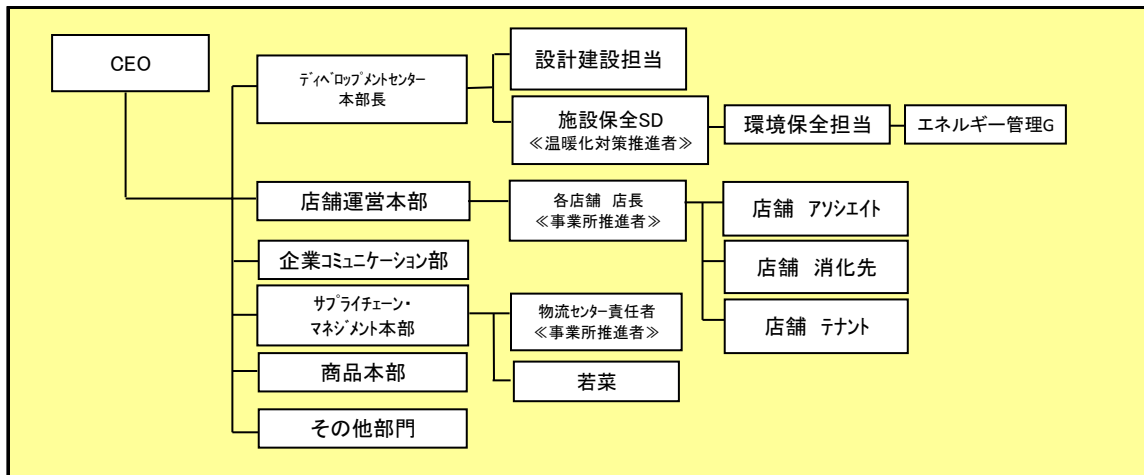 CEO
ﾃﾞｨﾍﾞﾛｯﾌﾟﾒﾝﾄセンター
本部長
設計建設担当
施設保全SD
≪温暖化対策推進者≫
環境保全担当
エネルギー管理G
店舗運営本部
各店舗 店長
≪事業所推進者≫
店舗 アソシエイト
店舗 消化先
店舗 テナント
企業コミュニケーション部
サプライチェーン・
マネジメント本部
物流センター責任者
≪事業所推進者≫
若菜
商品本部
その他部門